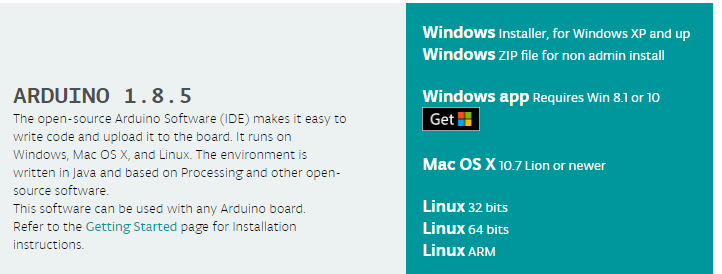 ARDUINO 1.8.5
The open-source Arduino Software (IDE) makes it easy to
write code and upload it to the board. It runs on
Windows, Mac OS X, and Linux. The environment is
written in Java and based on Processing and other open-
source software.
This software can be used with any Arduino board.
Refer to the Getting Started page for Installation
instructions.
Windows Installer, for Windows XP and up
Windows ZIP file for non admin install
Windows app Requires Win 8.1 or 10
Get
Mac OS X 10.7 Lion or newer
Linux 32 bits
Linux 64 bits
Linux ARM